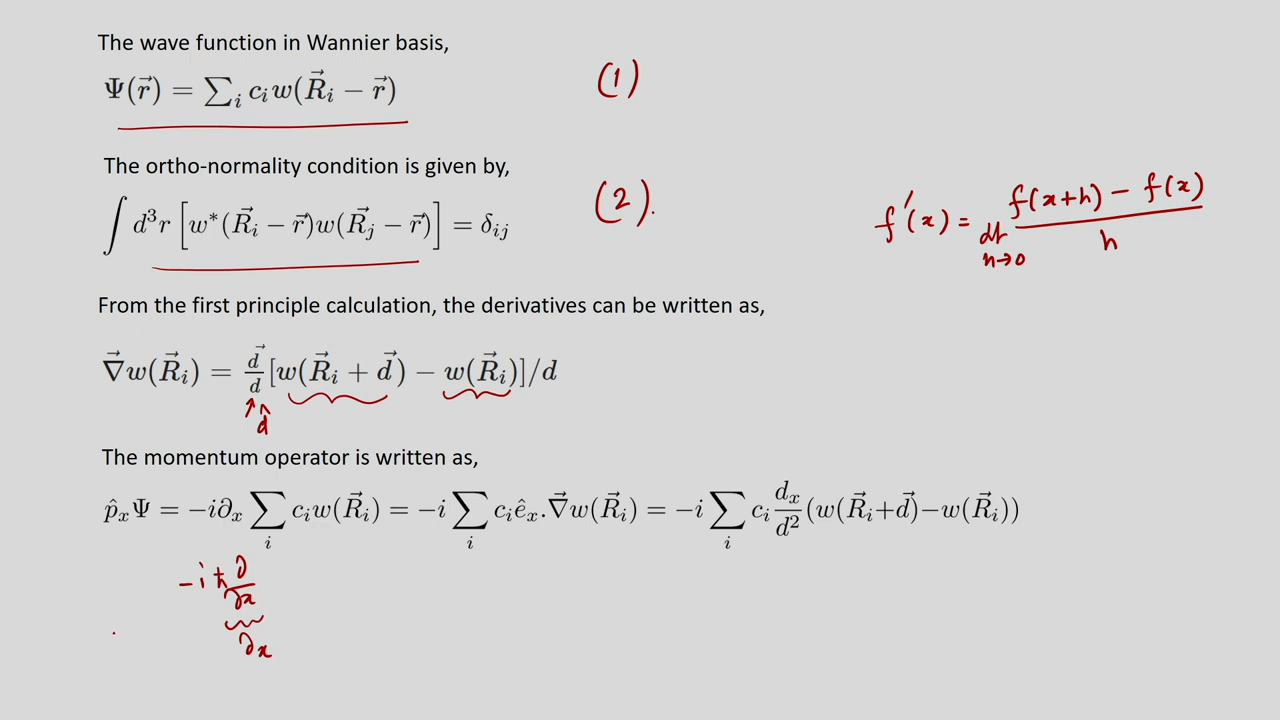 The wave function in Wannier basis,
Ψ(r⃗) = ∑ᵢ cᵢw(R⃗ᵢ − r⃗) (1)
The ortho-normality condition is given by,
∫ d³r [w*(R⃗ᵢ − r⃗)w(R⃗ⱼ − r⃗)] = δᵢⱼ (2).
f'(x) = lt h→0 f(x+h) − f(x) / h
From the first principle calculation, the derivatives can be written as,
∇⃗w(R⃗ᵢ) = d⃗/d [w(R⃗ᵢ + d⃗) − w(R⃗ᵢ)]/d
d
The momentum operator is written as,
p̂ₓΨ = −i∂ₓ ∑ᵢ cᵢw(R⃗ᵢ) = −i ∑ᵢ cᵢêₓ.∇⃗w(R⃗ᵢ) = −i ∑ᵢ cᵢ dₓ/d² (w(R⃗ᵢ+d⃗)−w(R⃗ᵢ))
−iħ ∂/∂x
∂ₓ